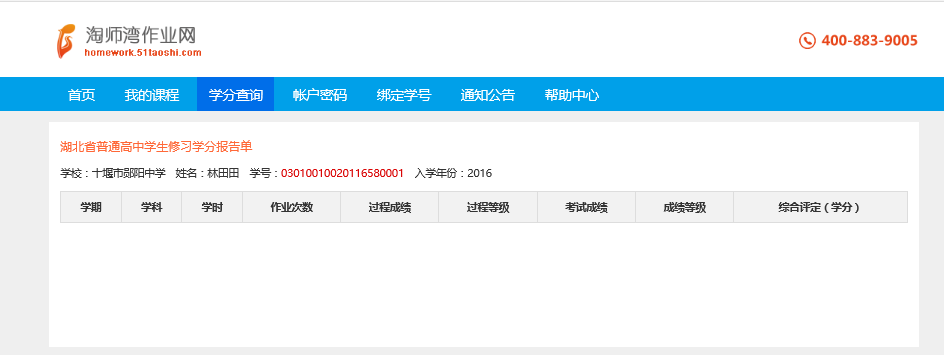 淘师湾作业网
homework.51laoshi.com
400-883-9005
首页 我的课程 学分查询 帐户密码 绑定学号 通知公告 帮助中心
湖北省普通高中学生修习学分报告单
学校：十堰市郧阳中学 姓名：林田田 学号：03010010020116580001 入学年份：2016
学期 学科 学时 作业次数 过程成绩 过程等级 考试成绩 成绩等级 综合评定（学分）